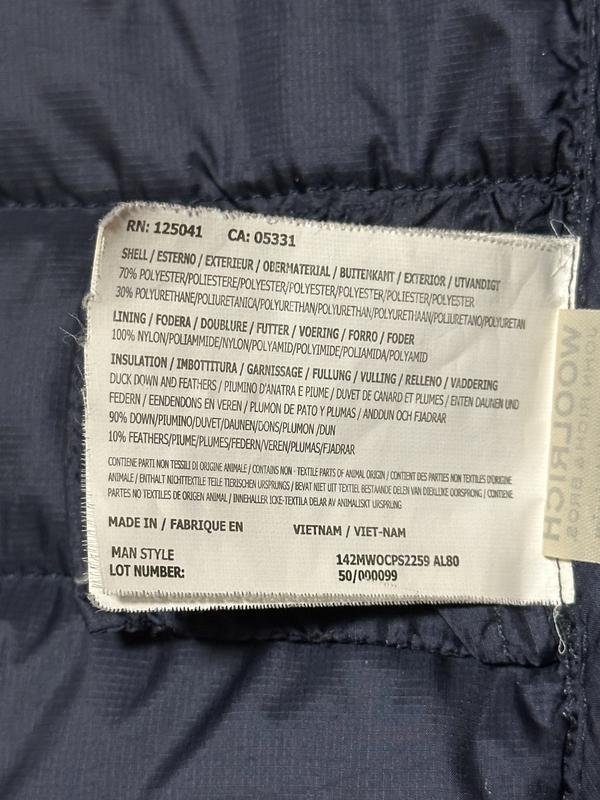 RN: 125041 CA: 05331
SHELL / ESTERNO / EXTERIEUR / OBERMATERIAL / BUITENKANT / EXTERIOR / UTVANDIGT
70% POLYESTER/POLIESTERE/POLYESTER/POLYESTER/POLYESTER/POLIESTER/POLYESTER
30% POLYURETHANE/POLIURETANICA/POLYURETHAN/POLYURETHAN/POLYURETHAAN/POLIURETANO/POLYURETAN
LINING / FODERA / DOUBLURE / FUTTER / VOERING / FORRO / FODER
100% NYLON/POLIAMMIDE/NYLON/POLYAMID/POLYIMIDE/POLIAMIDA/POLYAMID
INSULATION / IMBOTTITURA / GARNISSAGE / FULLUNG / VULLING / RELLENO / VADDERING
DUCK DOWN AND FEATHERS / PIUMINO D'ANATRA E PIUME / DUVET DE CANARD ET PLUMES / ENTEN DAUNEN UND
FEDERN / EENDENDONS EN VEREN / PLUMON DE PATO Y PLUMAS / ANDDUN OCH FJADRAR
90% DOWN/PIUMINO/DUVET/DAUNEN/DONS/PLUMON /DUN
10% FEATHERS/PIUME/PLUMES/FEDERN/VEREN/PLUMAS/FJADRAR
CONTIENE PARTI NON TESSILI DI ORIGINE ANIMALE / CONTAINS NON - TEXTILE PARTS OF ANIMAL ORIGIN / CONTIENT DES PARTIES NON TEXTILES D'ORIGINE
ANIMALE / ENTHALT NICHTTEXTILE TEILE TIERISCHEN URSPRUNGS / BEVAT NIET UIT TEXTIEL BESTAANDE DELEN VAN DIERLIJKE OORSPRONG / CONTIENE
PARTES NO TEXTILES DE ORIGEN ANIMAL / INNEHALLER ICKE-TEXTILA DELAR AV ANIMALISKT URSPRUNG
MADE IN / FABRIQUE EN VIETNAM / VIET-NAM
MAN STYLE 142MWOCPS2259 AL80
LOT NUMBER: 50/000099
JOHN RICH & BROS.
WOOLRICH